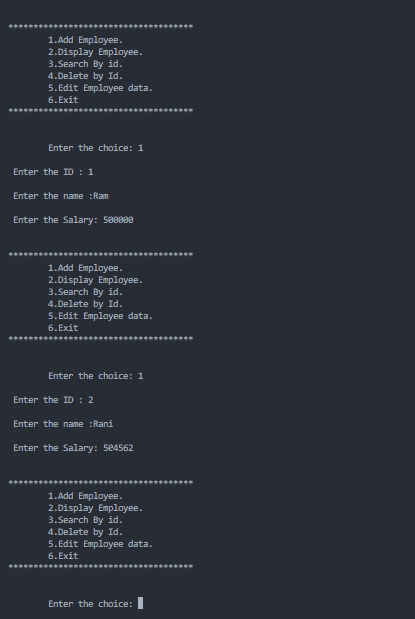 *************************************
1.Add Employee.
2.Display Employee.
3.Search By id.
4.Delete by Id.
5.Edit Employee data.
6.Exit
*************************************
Enter the choice: 1
Enter the ID : 1
Enter the name :Ram
Enter the Salary: 500000
*************************************
1.Add Employee.
2.Display Employee.
3.Search By id.
4.Delete by Id.
5.Edit Employee data.
6.Exit
*************************************
Enter the choice: 1
Enter the ID : 2
Enter the name :Rani
Enter the Salary: 504562
*************************************
1.Add Employee.
2.Display Employee.
3.Search By id.
4.Delete by Id.
5.Edit Employee data.
6.Exit
*************************************
Enter the choice: